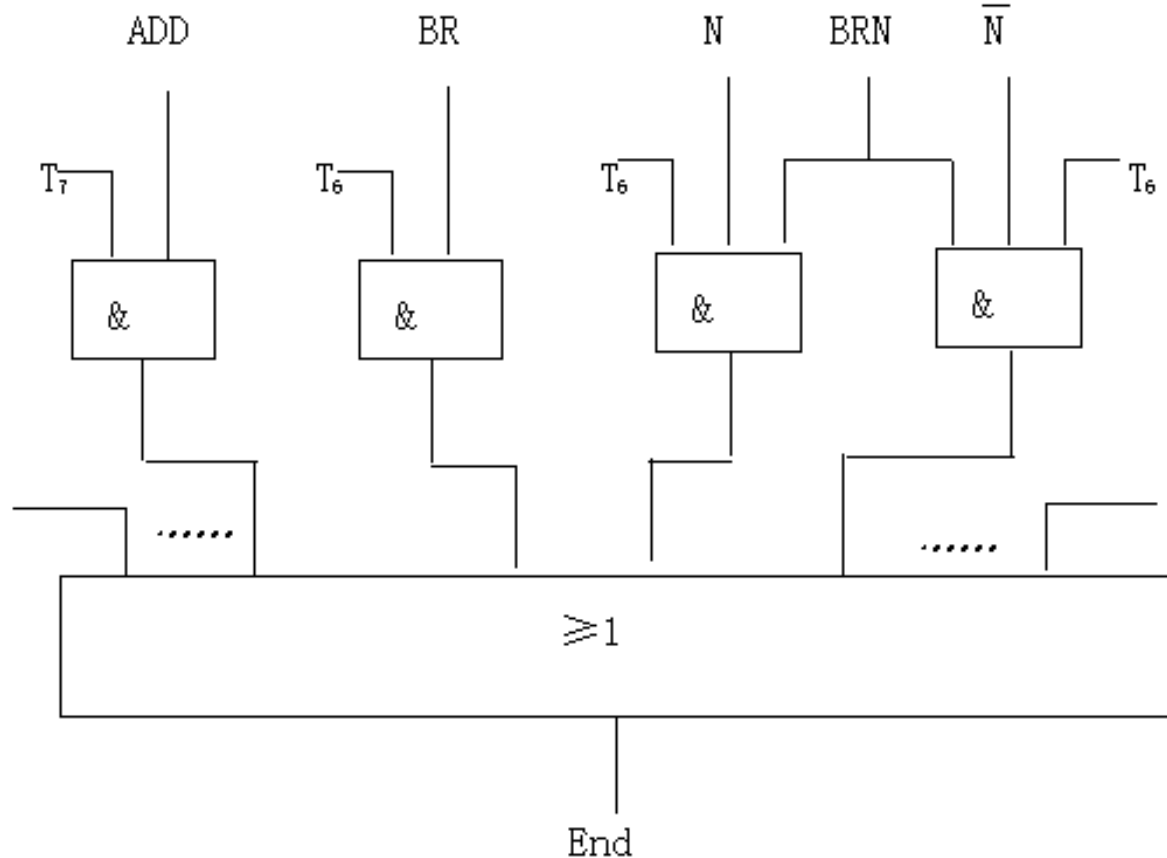 ADD BR N BRN N̅
T₇ T₆ T₆ T₆
& & & &
...... ......
≥1
End